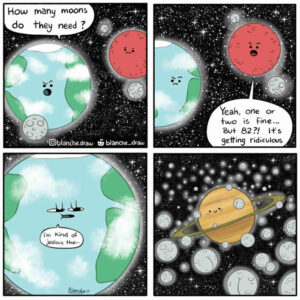 How many moons
do they need ?
@blanche.draw blanche_draw
Yeah, one or
two is fine...
But 82?! It's
getting ridiculous
I'm kind of
jealous tho...